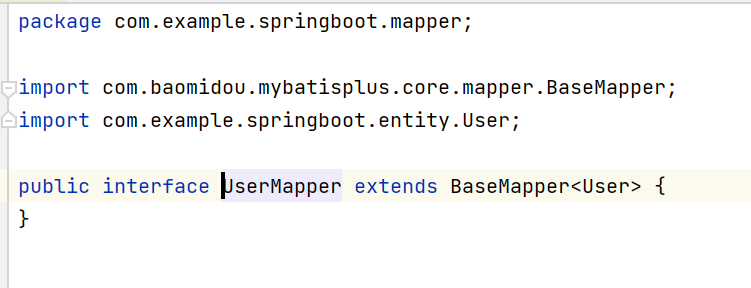 package com.example.springboot.mapper;
import com.baomidou.mybatisplus.core.mapper.BaseMapper;
import com.example.springboot.entity.User;
public interface UserMapper extends BaseMapper<User> {
}